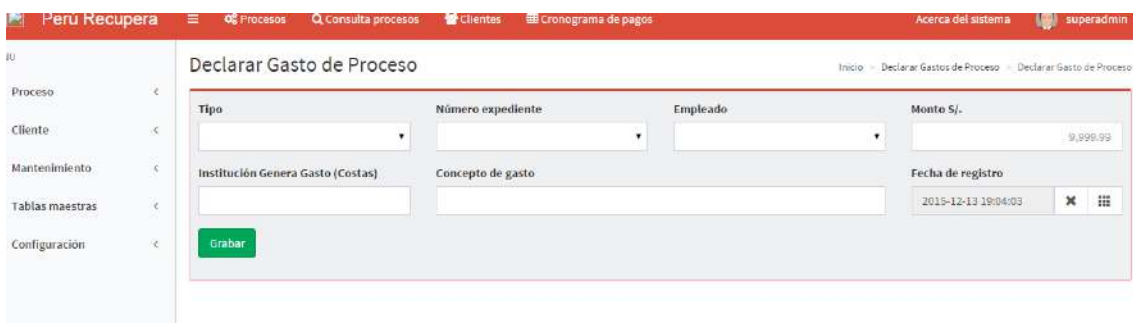 Perú Recupera Procesos Consulta procesos Clientes Cronograma de pagos Acerca del sistema superadmin
Declarar Gasto de Proceso
Inicio > Declarar Gastos de Proceso > Declarar Gasto de Proceso
Proceso
Cliente
Mantenimiento
Tablas maestras
Configuración
Tipo Número expediente Empleado Monto S/.
9,999.99
Institución Genera Gasto (Costas) Concepto de gasto Fecha de registro
2015-12-13 19:04:03
Grabar